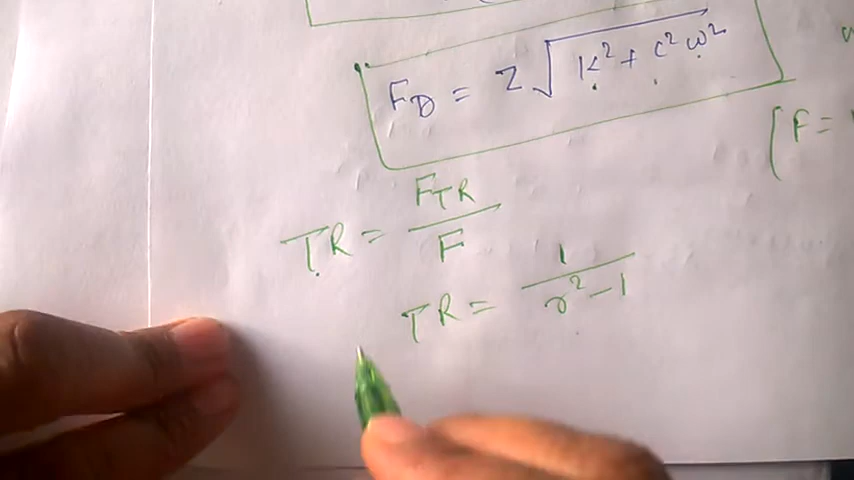 F_D = Z√(K² + C²ω²)
[F =
TR = F_TR / F
TR = 1 / (r² - 1)